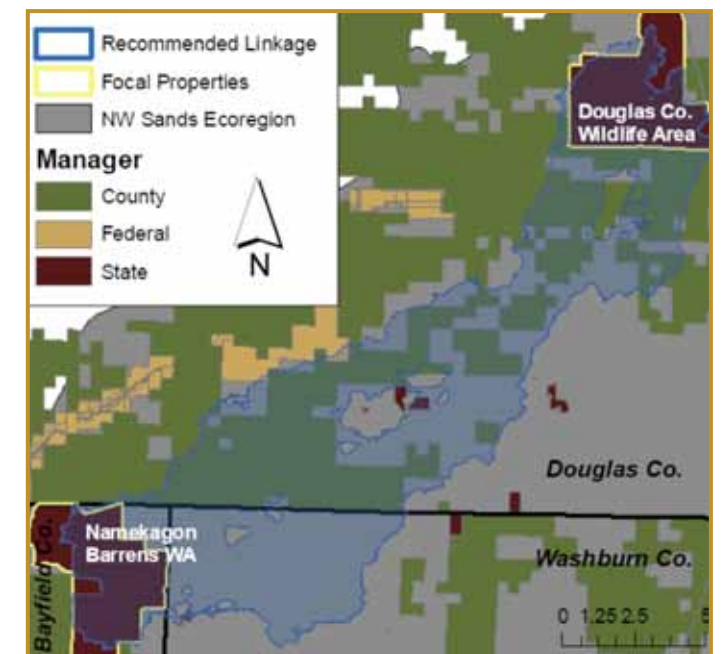 Recommended Linkage
Focal Properties
NW Sands Ecoregion
Manager
County
Federal
State
N
Douglas Co.
Wildlife Area
Douglas Co.
Namekagon
Barrens WA
Washburn Co.
Bayfield Co.
0 1.25 2.5 5